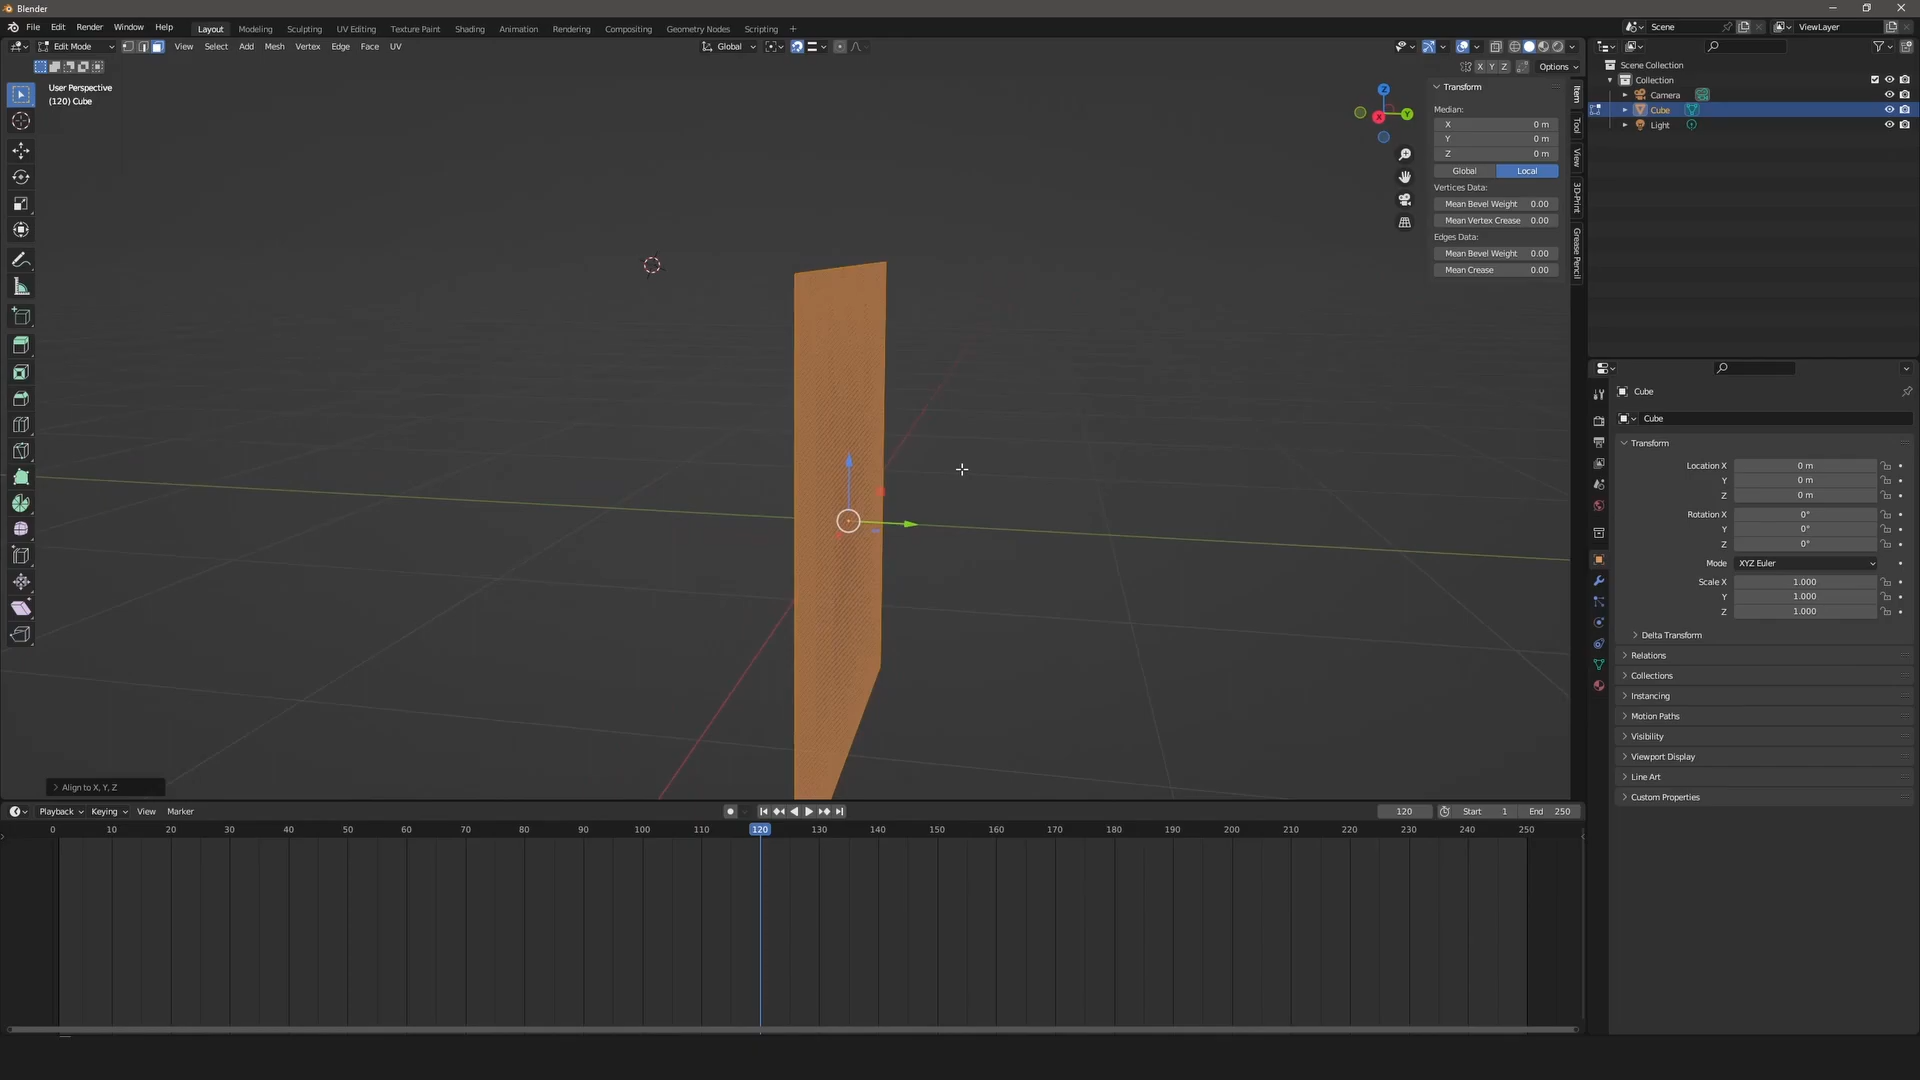 Blender
File Edit Render Window Help Layout Modeling Sculpting UV Editing Texture Paint Shading Animation Rendering Compositing Geometry Nodes Scripting +
Scene ViewLayer
Edit Mode View Select Add Mesh Vertex Edge Face UV Global
X Y Z Options
User Perspective
(120) Cube
Z
Y
X
Transform
Median:
X 0 m
Y 0 m
Z 0 m
Global Local
Vertices Data:
Mean Bevel Weight 0.00
Mean Vertex Crease 0.00
Edges Data:
Mean Bevel Weight 0.00
Mean Crease 0.00
Item
Tool
View
3D-Print
Grease Pencil
Scene Collection
Collection
Camera
Cube
Light
Cube
Cube
Transform
Location X 0 m
Y 0 m
Z 0 m
Rotation X 0°
Y 0°
Z 0°
Mode XYZ Euler
Scale X 1.000
Y 1.000
Z 1.000
Delta Transform
Relations
Collections
Instancing
Motion Paths
Visibility
Viewport Display
Line Art
Custom Properties
Align to X, Y, Z
Playback Keying View Marker 120 Start 1 End 250
0 10 20 30 40 50 60 70 80 90 100 110 120 130 140 150 160 170 180 190 200 210 220 230 240 250